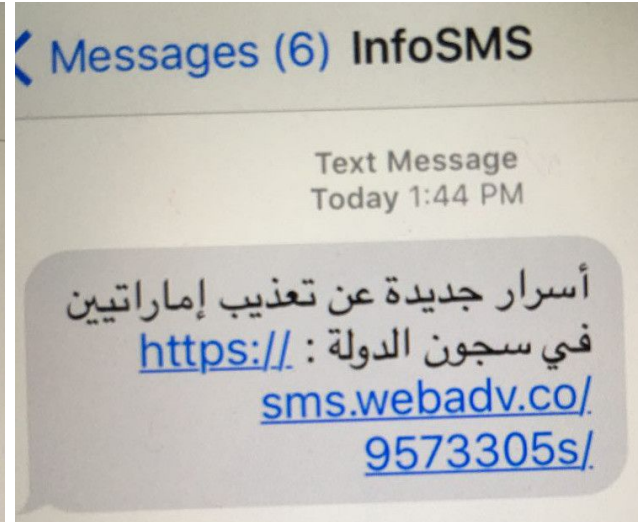 Messages (6) InfoSMS
Text Message
Today 1:44 PM
أسرار جديدة عن تعذيب إماراتيين
في سجون الدولة : https://
sms.webadv.co/
9573305s/